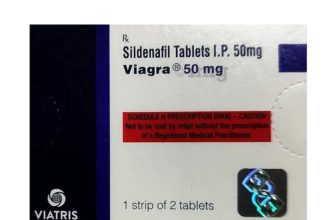 Rx
Sildenafil Tablets I.P. 50mg
Viagra® 50 mg
SCHEDULE H PRESCRIPTION DRUG – CAUTION
Not to be sold by retail without the prescription
of a Registered Medical Practitioner.
1 strip of 2 tablets
VIATRIS